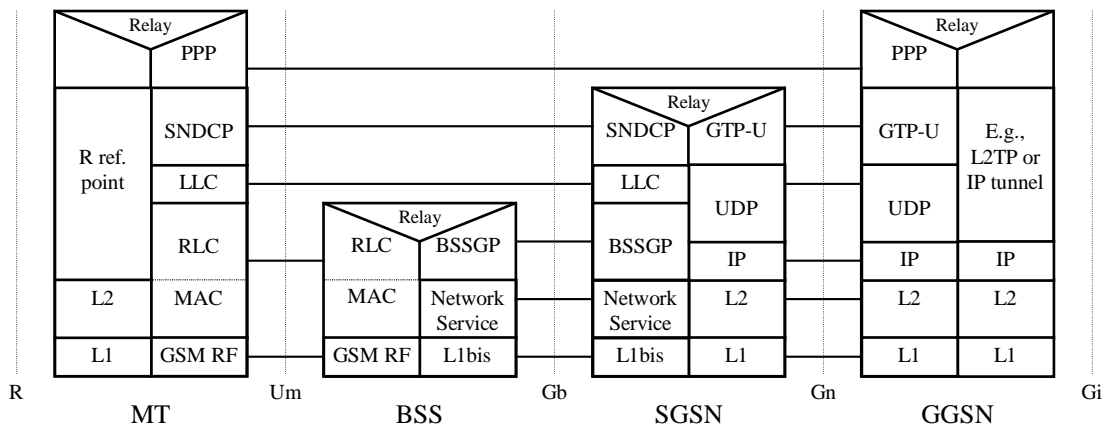 Relay
Relay
PPP
PPP
Relay
SNDCP
SNDCP
GTP-U
GTP-U
E.g.,
L2TP or
IP tunnel
R ref.
point
LLC
LLC
UDP
UDP
Relay
RLC
RLC
BSSGP
BSSGP
IP
IP
IP
L2
MAC
MAC
Network
Service
Network
Service
L2
L2
L2
L1
GSM RF
GSM RF
L1bis
L1bis
L1
L1
L1
R
Um
Gb
Gn
Gi
MT
BSS
SGSN
GGSN